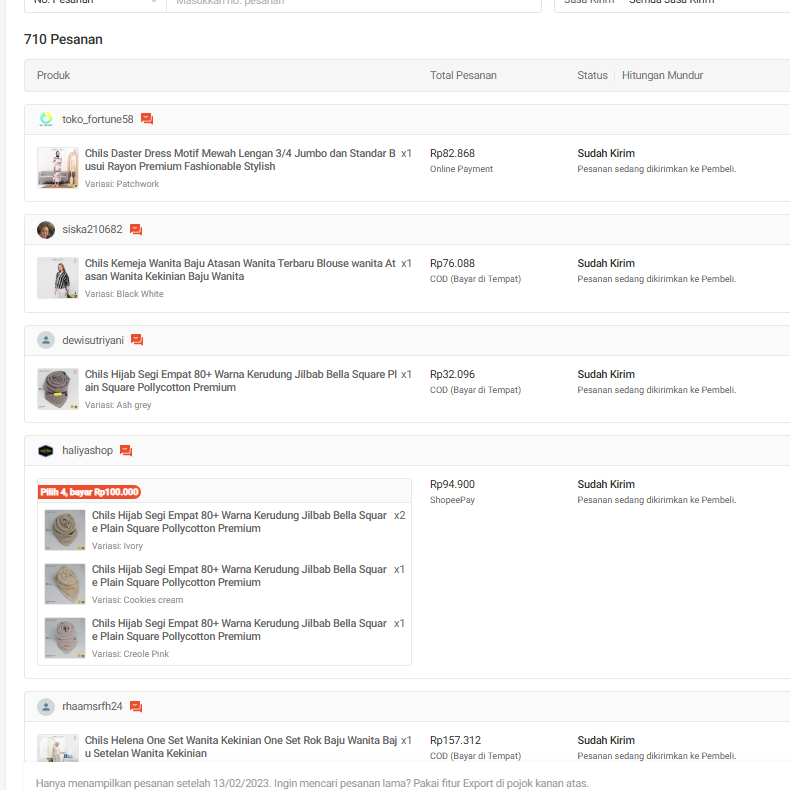 No. Pesanan
Masukkan no. pesanan
Jasa Kirim
Semua Jasa Kirim
710 Pesanan
Produk Total Pesanan Status Hitungan Mundur
toko_fortune58
Chils Daster Dress Motif Mewah Lengan 3/4 Jumbo dan Standar B x1 Rp82.868 Sudah Kirim
usui Rayon Premium Fashionable Stylish Online Payment Pesanan sedang dikirimkan ke Pembeli.
Variasi: Patchwork
siska210682
Chils Kemeja Wanita Baju Atasan Wanita Terbaru Blouse wanita At x1 Rp76.088 Sudah Kirim
asan Wanita Kekinian Baju Wanita COD (Bayar di Tempat) Pesanan sedang dikirimkan ke Pembeli.
Variasi: Black White
dewisutriyani
Chils Hijab Segi Empat 80+ Warna Kerudung Jilbab Bella Square Pl x1 Rp32.096 Sudah Kirim
ain Square Pollycotton Premium COD (Bayar di Tempat) Pesanan sedang dikirimkan ke Pembeli.
Variasi: Ash grey
haliyashop
Pilih 4, bayar Rp100.000 Rp94.900 Sudah Kirim
ShopeePay Pesanan sedang dikirimkan ke Pembeli.
Chils Hijab Segi Empat 80+ Warna Kerudung Jilbab Bella Squar x2
e Plain Square Pollycotton Premium
Variasi: Ivory
Chils Hijab Segi Empat 80+ Warna Kerudung Jilbab Bella Squar x1
e Plain Square Pollycotton Premium
Variasi: Cookies cream
Chils Hijab Segi Empat 80+ Warna Kerudung Jilbab Bella Squar x1
e Plain Square Pollycotton Premium
Variasi: Creole Pink
rhaamsrfh24
Chils Helena One Set Wanita Kekinian One Set Rok Baju Wanita Baj x1 Rp157.312 Sudah Kirim
u Setelan Wanita Kekinian COD (Bayar di Tempat) Pesanan sedang dikirimkan ke Pembeli.
Hanya menampilkan pesanan setelah 13/02/2023. Ingin mencari pesanan lama? Pakai fitur Export di pojok kanan atas.